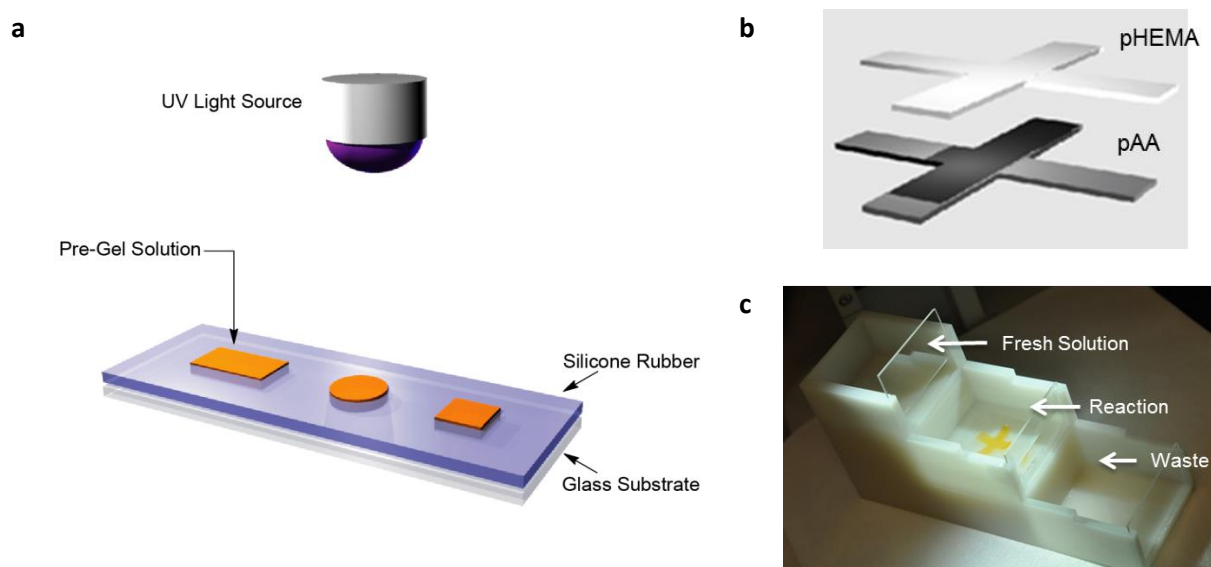 a
UV Light Source
Pre-Gel Solution
Silicone Rubber
Glass Substrate
b
pHEMA
pAA
c
Fresh Solution
Reaction
Waste